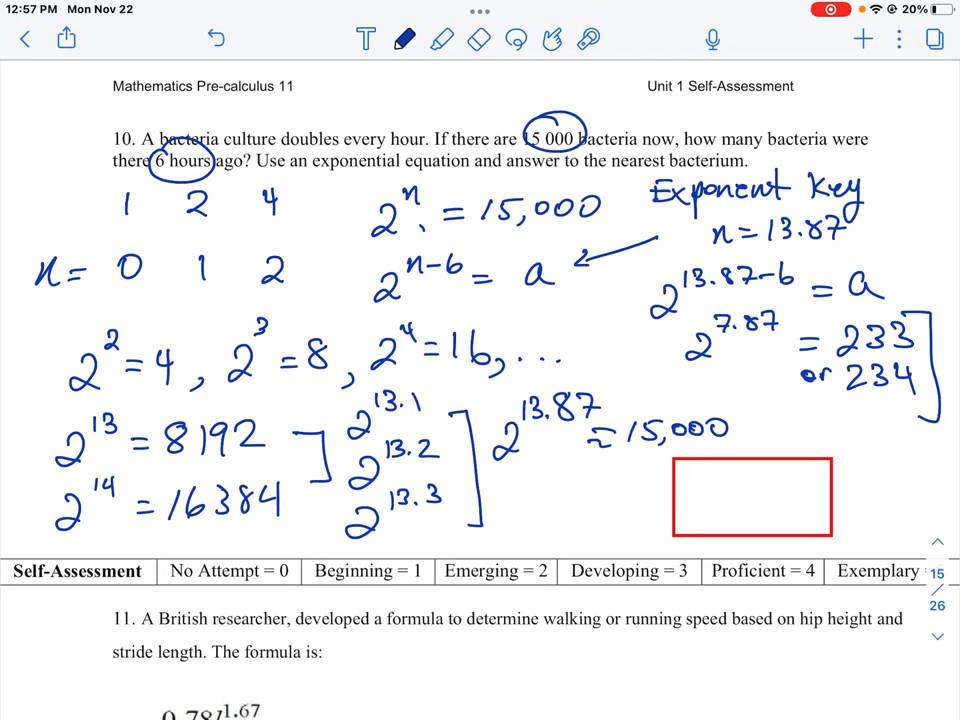 12:57 PM Mon Nov 22
20%
T
Mathematics Pre-calculus 11 Unit 1 Self-Assessment
10. A bacteria culture doubles every hour. If there are 15 000 bacteria now, how many bacteria were
there 6 hours ago? Use an exponential equation and answer to the nearest bacterium.
1 2 4
2^n. = 15,000
Exponent Key
n = 13.87
n = 0 1 2
2^n-6 = a
2^13.87-6 = a
2^7.87 = 233
or 234
2^2 = 4, 2^3 = 8, 2^4 = 16, ...
2^13 = 8192
2^14 = 16384
2^13.1
2^13.2
2^13.3
2^13.87 ≈ 15,000
Self-Assessment No Attempt = 0 Beginning = 1 Emerging = 2 Developing = 3 Proficient = 4 Exemplary
15
/
26
11. A British researcher, developed a formula to determine walking or running speed based on hip height and
stride length. The formula is:
0.78l^1.67